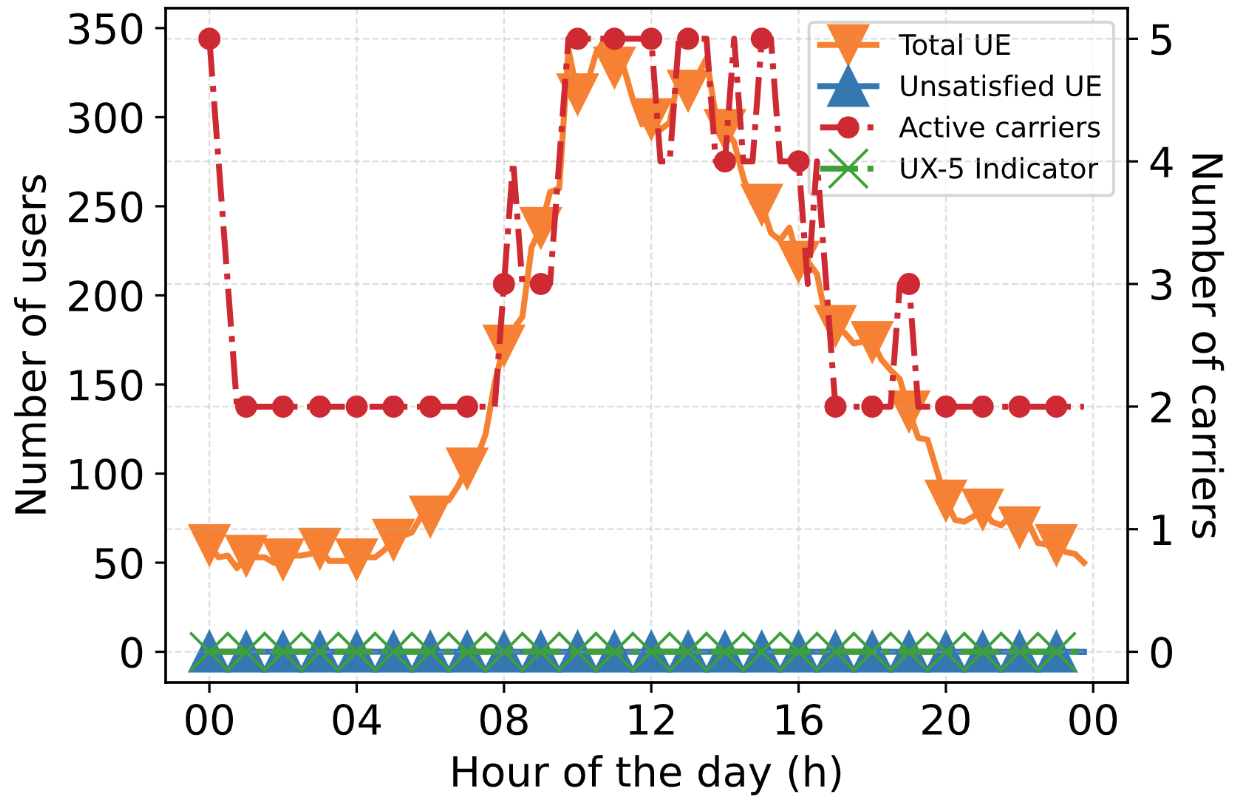 Number of users
350
300
250
200
150
100
50
0
Total UE
Unsatisfied UE
Active carriers
UX-5 Indicator
5
4
3
2
1
0
Number of carriers
00 04 08 12 16 20 00
Hour of the day (h)